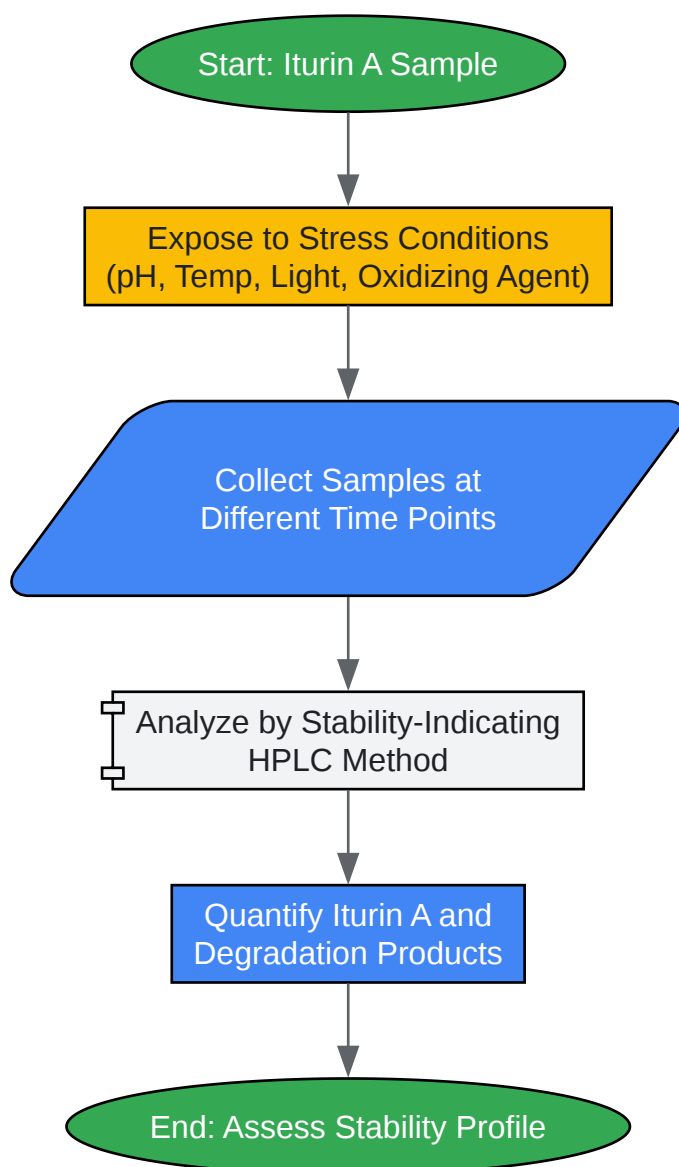 Start: Iturin A Sample
Expose to Stress Conditions
(pH, Temp, Light, Oxidizing Agent)
Collect Samples at
Different Time Points
Analyze by Stability-Indicating
HPLC Method
Quantify Iturin A and
Degradation Products
End: Assess Stability Profile